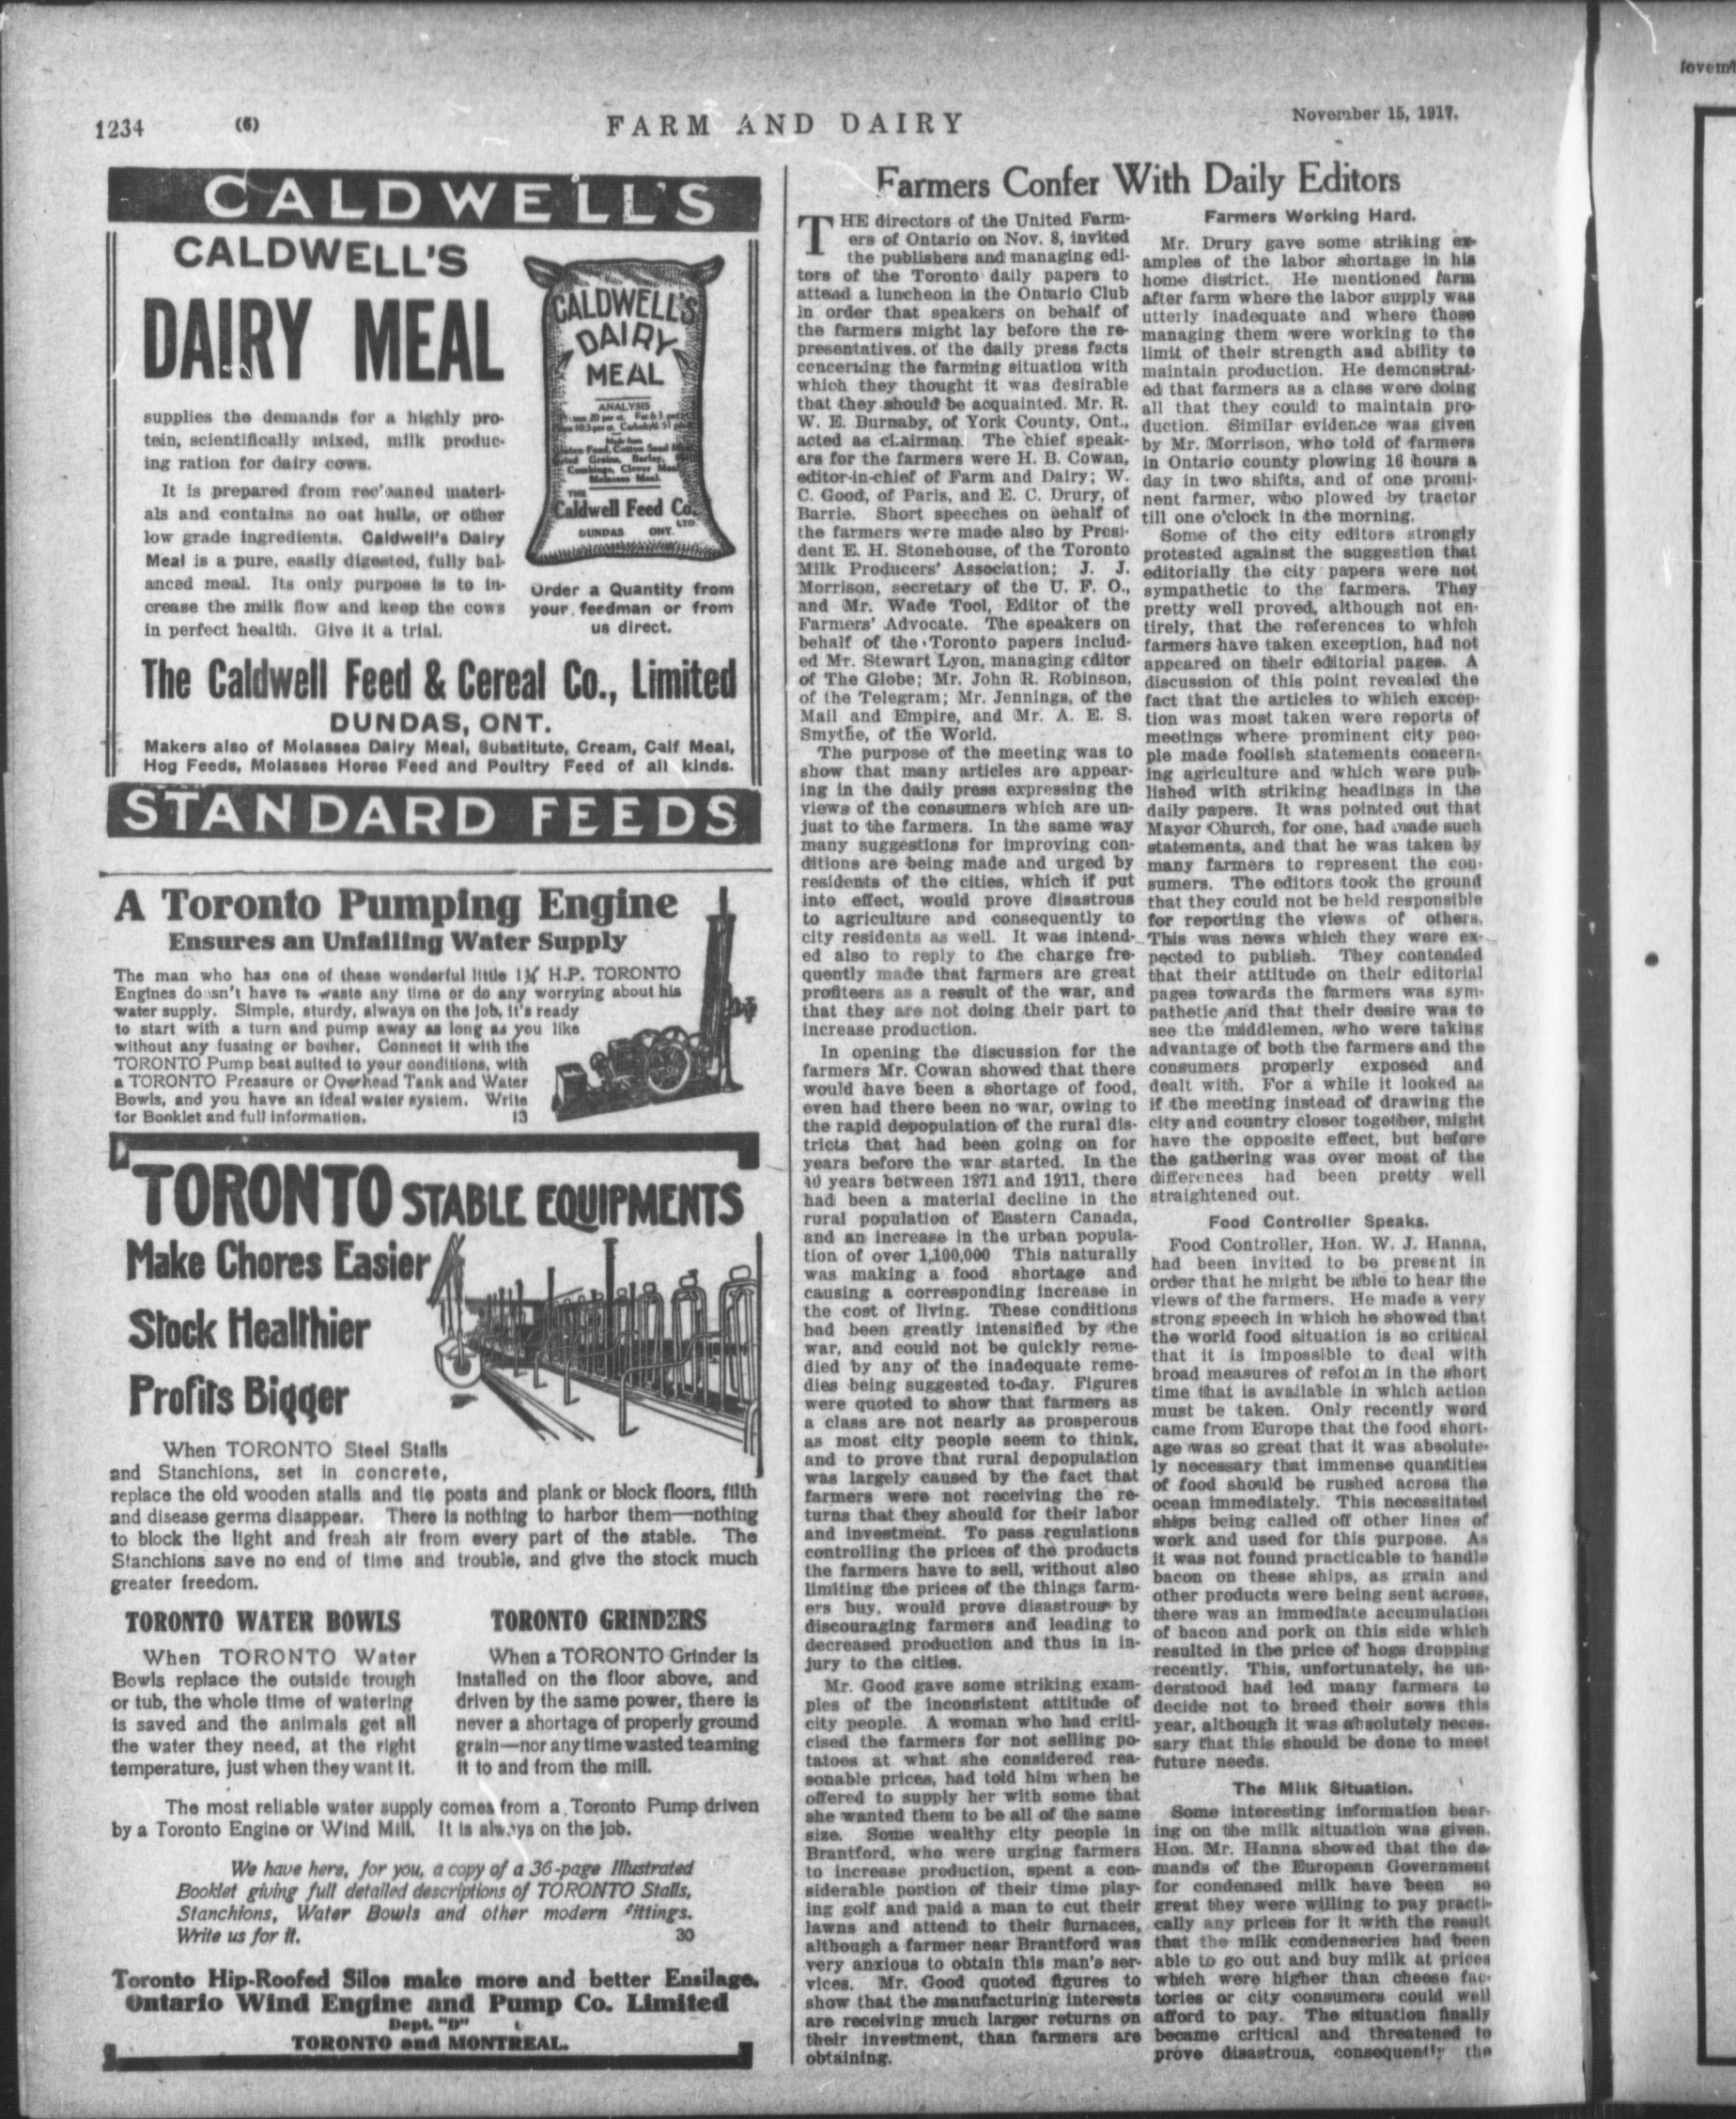 1234
(6)
FARM AND DAIRY
November 15, 1917.
CALDWELL'S
CALDWELL'S
DAIRY MEAL
supplies the demands for a highly pro-
tein, scientifically mixed, milk produc-
ing ration for dairy cows.
It is prepared from rec'eaned materi-
als and contains no oat hulls, or other
low grade ingredients. Caldwell's Dairy
Meal is a pure, easily digested, fully bal-
anced meal. Its only purpose is to in-
crease the milk flow and keep the cows
in perfect health. Give it a trial.
CALDWELL'S
DAIRY
MEAL
ANALYSIS
Made from
Gluten Feed, Cotton Seed
Grains, Barley,
Combings, Clover Meal
Molasses Meal.
THE
Caldwell Feed Co.
LTD.
DUNDAS ONT.
Order a Quantity from
your feedman or from
us direct.
The Caldwell Feed & Cereal Co., Limited
DUNDAS, ONT.
Makers also of Molasses Dairy Meal, Substitute, Cream, Calf Meal,
Hog Feeds, Molasses Horse Feed and Poultry Feed of all kinds.
STANDARD FEEDS
A Toronto Pumping Engine
Ensures an Unfailing Water Supply
The man who has one of these wonderful little 1½ H.P. TORONTO
Engines doesn't have to waste any time or do any worrying about his
water supply. Simple, sturdy, always on the job, it's ready
to start with a turn and pump away as long as you like
without any fussing or bother. Connect it with the
TORONTO Pump best suited to your conditions, with
a TORONTO Pressure or Overhead Tank and Water
Bowls, and you have an ideal water system. Write
for Booklet and full information. 13
TORONTO STABLE EQUIPMENTS
Make Chores Easier
Stock Healthier
Profits Bigger
When TORONTO Steel Stalls
and Stanchions, set in concrete,
replace the old wooden stalls and tie posts and plank or block floors, filth
and disease germs disappear. There is nothing to harbor them—nothing
to block the light and fresh air from every part of the stable. The
Stanchions save no end of time and trouble, and give the stock much
greater freedom.
TORONTO WATER BOWLS
When TORONTO Water
Bowls replace the outside trough
or tub, the whole time of watering
is saved and the animals get all
the water they need, at the right
temperature, just when they want it.
TORONTO GRINDERS
When a TORONTO Grinder is
installed on the floor above, and
driven by the same power, there is
never a shortage of properly ground
grain—nor any time wasted teaming
it to and from the mill.
The most reliable water supply comes from a Toronto Pump driven
by a Toronto Engine or Wind Mill. It is always on the job.
We have here, for you, a copy of a 36-page Illustrated
Booklet giving full detailed descriptions of TORONTO Stalls,
Stanchions, Water Bowls and other modern fittings.
Write us for it. 30
Toronto Hip-Roofed Silos make more and better Ensilage.
Ontario Wind Engine and Pump Co. Limited
Dept. "D"
TORONTO and MONTREAL.
Farmers Confer With Daily Editors
THE directors of the United Farm-
ers of Ontario on Nov. 8, invited
the publishers and managing edi-
tors of the Toronto daily papers to
attend a luncheon in the Ontario Club
in order that speakers on behalf of
the farmers might lay before the re-
presentatives of the daily press facts
concerning the farming situation with
which they thought it was desirable
that they should be acquainted. Mr. R.
W. E. Burnaby, of York County, Ont.,
acted as chairman. The chief speak-
ers for the farmers were H. B. Cowan,
editor-in-chief of Farm and Dairy; W.
C. Good, of Paris, and E. C. Drury, of
Barrie. Short speeches on behalf of
the farmers were made also by Presi-
dent E. H. Stonehouse, of the Toronto
Milk Producers' Association; J. J.
Morrison, secretary of the U. F. O.,
and Mr. Wade Tool, Editor of the
Farmers' Advocate. The speakers on
behalf of the Toronto papers includ-
ed Mr. Stewart Lyon, managing editor
of The Globe; Mr. John R. Robinson,
of the Telegram; Mr. Jennings, of the
Mail and Empire, and Mr. A. E. S.
Smythe, of the World.
The purpose of the meeting was to
show that many articles are appear-
ing in the daily press expressing the
views of the consumers which are un-
just to the farmers. In the same way
many suggestions for improving con-
ditions are being made and urged by
residents of the cities, which if put
into effect, would prove disastrous
to agriculture and consequently to
city residents as well. It was intend-
ed also to reply to the charge fre-
quently made that farmers are great
profiteers as a result of the war, and
that they are not doing their part to
increase production.
In opening the discussion for the
farmers Mr. Cowan showed that there
would have been a shortage of food,
even had there been no war, owing to
the rapid depopulation of the rural dis-
tricts that had been going on for
years before the war started. In the
40 years between 1871 and 1911, there
had been a material decline in the
rural population of Eastern Canada,
and an increase in the urban popula-
tion of over 1,100,000 This naturally
was making a food shortage and
causing a corresponding increase in
the cost of living. These conditions
had been greatly intensified by the
war, and could not be quickly reme-
died by any of the inadequate reme-
dies being suggested to-day. Figures
were quoted to show that farmers as
a class are not nearly as prosperous
as most city people seem to think,
and to prove that rural depopulation
was largely caused by the fact that
farmers were not receiving the re-
turns that they should for their labor
and investment. To pass regulations
controlling the prices of the products
the farmers have to sell, without also
limiting the prices of the things farm-
ers buy, would prove disastrous by
discouraging farmers and leading to
decreased production and thus in in-
jury to the cities.
Mr. Good gave some striking exam-
ples of the inconsistent attitude of
city people. A woman who had criti-
cised the farmers for not selling po-
tatoes at what she considered rea-
sonable prices, had told him when he
offered to supply her with some that
she wanted them to be all of the same
size. Some wealthy city people in
Brantford, who were urging farmers
to increase production, spent a con-
siderable portion of their time play-
ing golf and paid a man to cut their
lawns and attend to their furnaces,
although a farmer near Brantford was
very anxious to obtain this man's ser-
vices. Mr. Good quoted figures to
show that the manufacturing interests
are receiving much larger returns on
their investment, than farmers are
obtaining.
Farmers Working Hard.
Mr. Drury gave some striking ex-
amples of the labor shortage in his
home district. He mentioned farm
after farm where the labor supply was
utterly inadequate and where those
managing them were working to the
limit of their strength and ability to
maintain production. He demonstrat-
ed that farmers as a class were doing
all that they could to maintain pro-
duction. Similar evidence was given
by Mr. Morrison, who told of farmers
in Ontario county plowing 16 hours a
day in two shifts, and of one promi-
nent farmer, who plowed by tractor
till one o'clock in the morning.
Some of the city editors strongly
protested against the suggestion that
editorially the city papers were not
sympathetic to the farmers. They
pretty well proved, although not en-
tirely, that the references to which
farmers have taken exception, had not
appeared on their editorial pages. A
discussion of this point revealed the
fact that the articles to which excep-
tion was most taken were reports of
meetings where prominent city peo-
ple made foolish statements concern-
ing agriculture and which were pub-
lished with striking headings in the
daily papers. It was pointed out that
Mayor Church, for one, had made such
statements, and that he was taken by
many farmers to represent the con-
sumers. The editors took the ground
that they could not be held responsible
for reporting the views of others.
This was news which they were ex-
pected to publish. They contended
that their attitude on their editorial
pages towards the farmers was sym-
pathetic and that their desire was to
see the middlemen, who were taking
advantage of both the farmers and the
consumers properly exposed and
dealt with. For a while it looked as
if the meeting instead of drawing the
city and country closer together, might
have the opposite effect, but before
the gathering was over most of the
differences had been pretty well
straightened out.
Food Controller Speaks.
Food Controller, Hon. W. J. Hanna,
had been invited to be present in
order that he might be able to hear the
views of the farmers. He made a very
strong speech in which he showed that
the world food situation is so critical
that it is impossible to deal with
broad measures of reform in the short
time that is available in which action
must be taken. Only recently word
came from Europe that the food short-
age was so great that it was absolute-
ly necessary that immense quantities
of food should be rushed across the
ocean immediately. This necessitated
ships being called off other lines of
work and used for this purpose. As
it was not found practicable to handle
bacon on these ships, as grain and
other products were being sent across,
there was an immediate accumulation
of bacon and pork on this side which
resulted in the price of hogs dropping
recently. This, unfortunately, he un-
derstood had led many farmers to
decide not to breed their sows this
year, although it was absolutely neces-
sary that this should be done to meet
future needs.
The Milk Situation.
Some interesting information bear-
ing on the milk situation was given.
Hon. Mr. Hanna showed that the de-
mands of the European Government
for condensed milk have been so
great they were willing to pay practi-
cally any prices for it with the result
that the milk condenseries had been
able to go out and buy milk at prices
which were higher than cheese fac-
tories or city consumers could well
afford to pay. The situation finally
became critical and threatened to
prove disastrous, consequently the